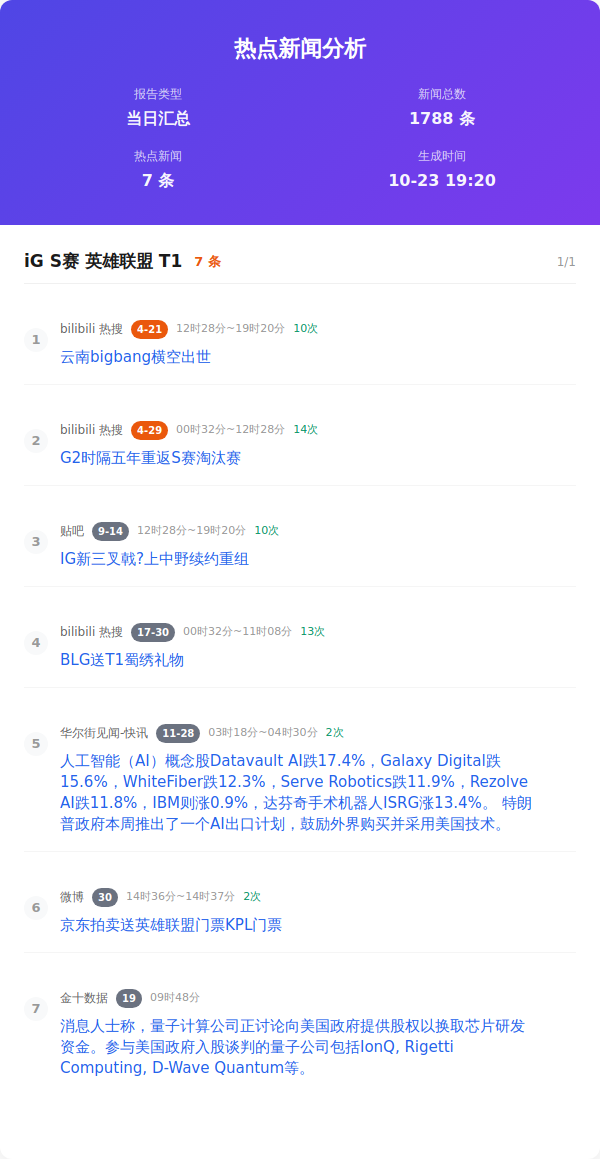 热点新闻分析
报告类型
当日汇总
新闻总数
1788 条
热点新闻
7 条
生成时间
10-23 19:20
iG S赛 英雄联盟 T1 7 条 1/1
1
bilibili 热搜 4-21 12时28分~19时20分 10次
云南bigbang横空出世
2
bilibili 热搜 4-29 00时32分~12时28分 14次
G2时隔五年重返S赛淘汰赛
3
贴吧 9-14 12时28分~19时20分 10次
IG新三叉戟?上中野续约重组
4
bilibili 热搜 17-30 00时32分~11时08分 13次
BLG送T1蜀绣礼物
5
华尔街见闻-快讯 11-28 03时18分~04时30分 2次
人工智能（AI）概念股Datavault AI跌17.4%，Galaxy Digital跌
15.6%，WhiteFiber跌12.3%，Serve Robotics跌11.9%，Rezolve
AI跌11.8%，IBM则涨0.9%，达芬奇手术机器人ISRG涨13.4%。 特朗
普政府本周推出了一个AI出口计划，鼓励外界购买并采用美国技术。
6
微博 30 14时36分~14时37分 2次
京东拍卖送英雄联盟门票KPL门票
7
金十数据 19 09时48分
消息人士称，量子计算公司正讨论向美国政府提供股权以换取芯片研发
资金。参与美国政府入股谈判的量子公司包括IonQ, Rigetti
Computing, D-Wave Quantum等。